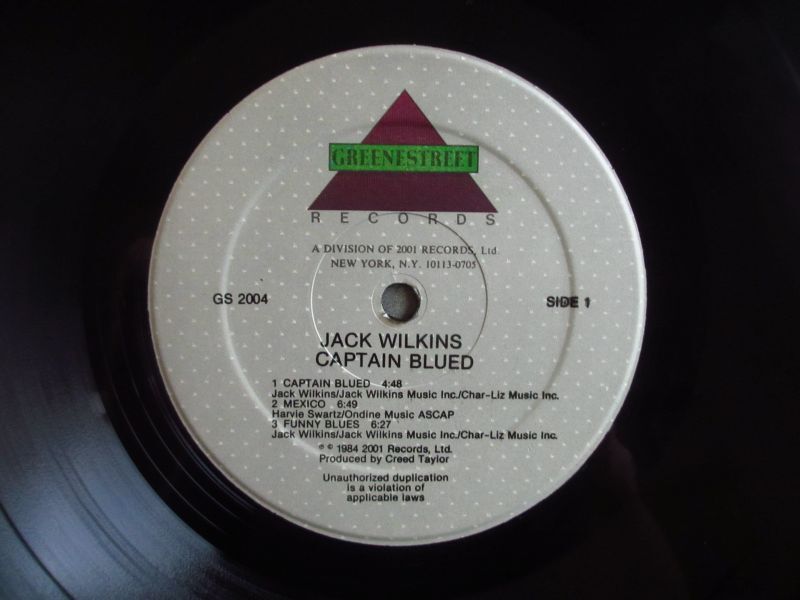 GREENESTREET
RECORDS
A DIVISION OF 2001 RECORDS, Ltd.
NEW YORK, N.Y. 10113-0705
GS 2004
SIDE 1
JACK WILKINS
CAPTAIN BLUED
1 CAPTAIN BLUED 4:48
Jack Wilkins/Jack Wilkins Music Inc./Char-Liz Music Inc.
2 MEXICO 6:49
Harvie Swartz/Ondine Music ASCAP
3 FUNNY BLUES 6:27
Jack Wilkins/Jack Wilkins Music Inc./Char-Liz Music Inc.
℗ © 1984 2001 Records, Ltd.
Produced by Creed Taylor
Unauthorized duplication
is a violation of
applicable laws